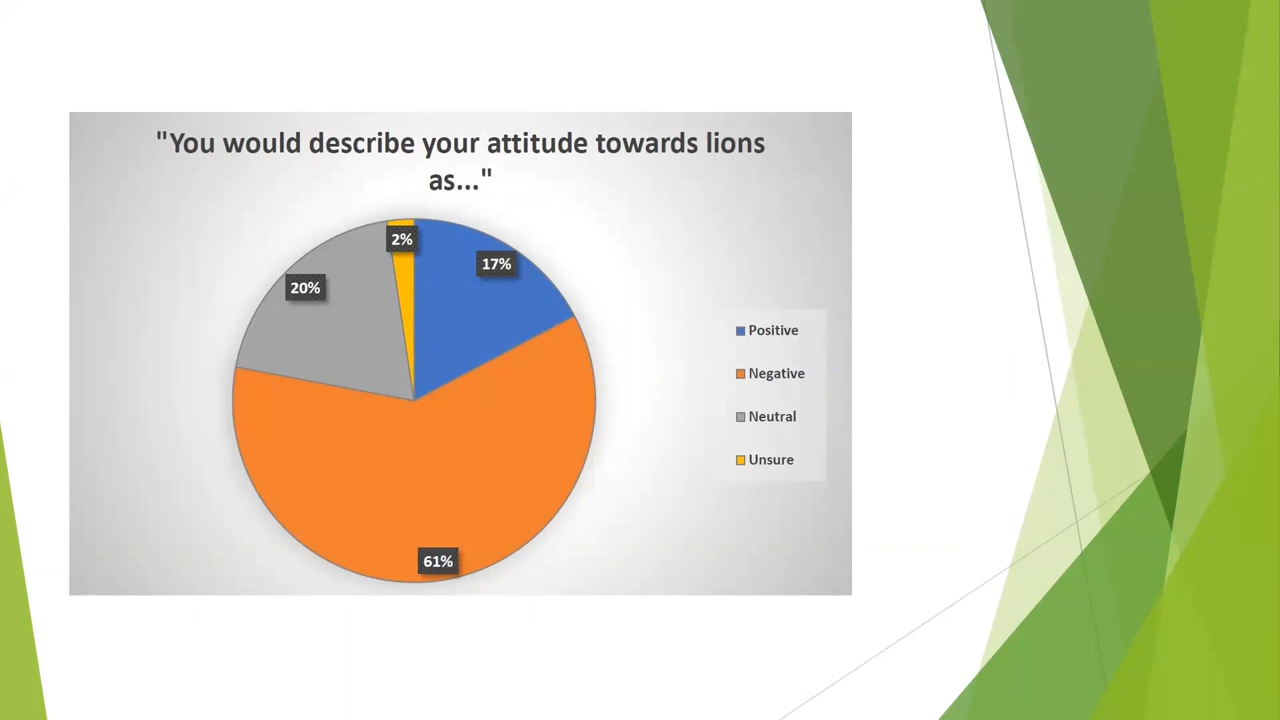 "You would describe your attitude towards lions
as..."
2%
17%
20%
Positive
Negative
Neutral
Unsure
61%